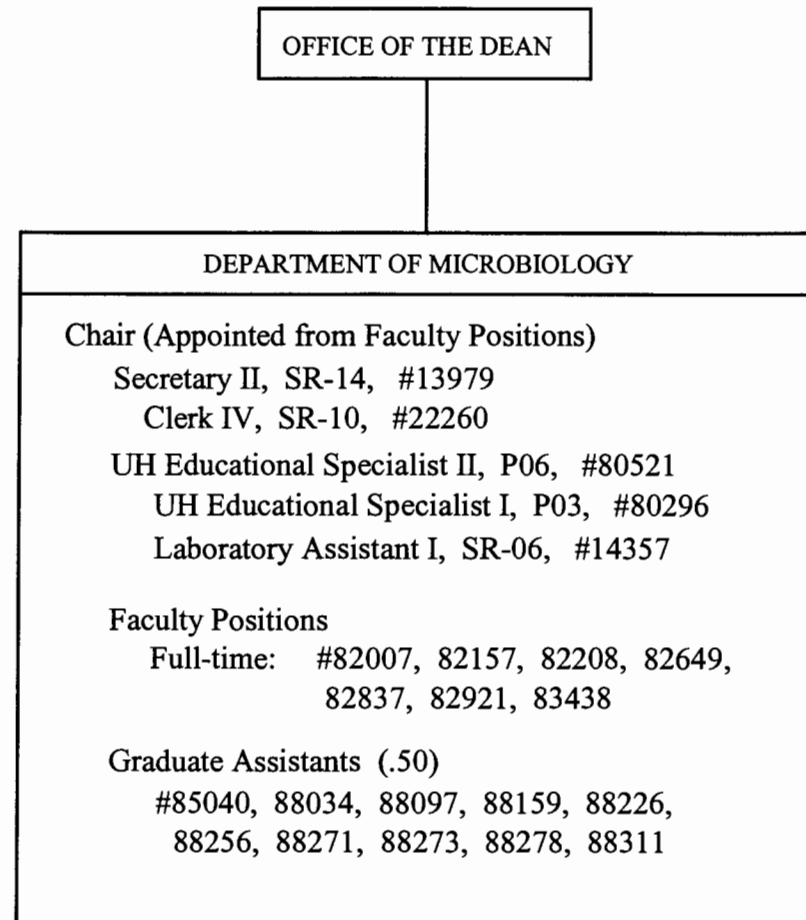 OFFICE OF THE DEAN
DEPARTMENT OF MICROBIOLOGY
Chair (Appointed from Faculty Positions)
Secretary II, SR-14, #13979
Clerk IV, SR-10, #22260
UH Educational Specialist II, P06, #80521
UH Educational Specialist I, P03, #80296
Laboratory Assistant I, SR-06, #14357
Faculty Positions
Full-time: #82007, 82157, 82208, 82649,
82837, 82921, 83438
Graduate Assistants (.50)
#85040, 88034, 88097, 88159, 88226,
88256, 88271, 88273, 88278, 88311